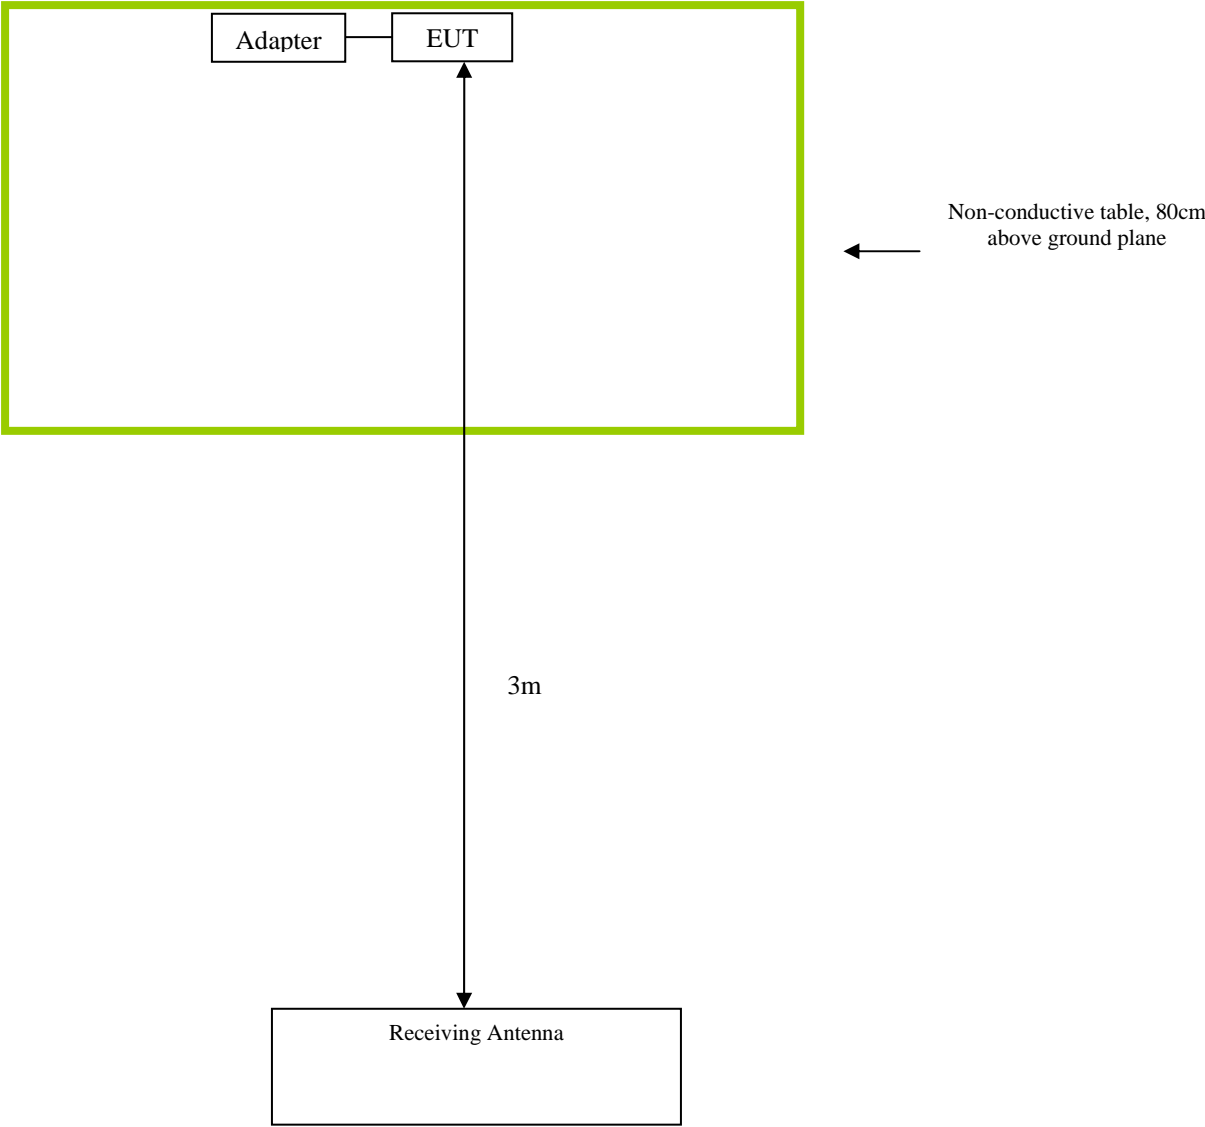 Adapter
EUT
Non-conductive table, 80cm
above ground plane
3m
Receiving Antenna